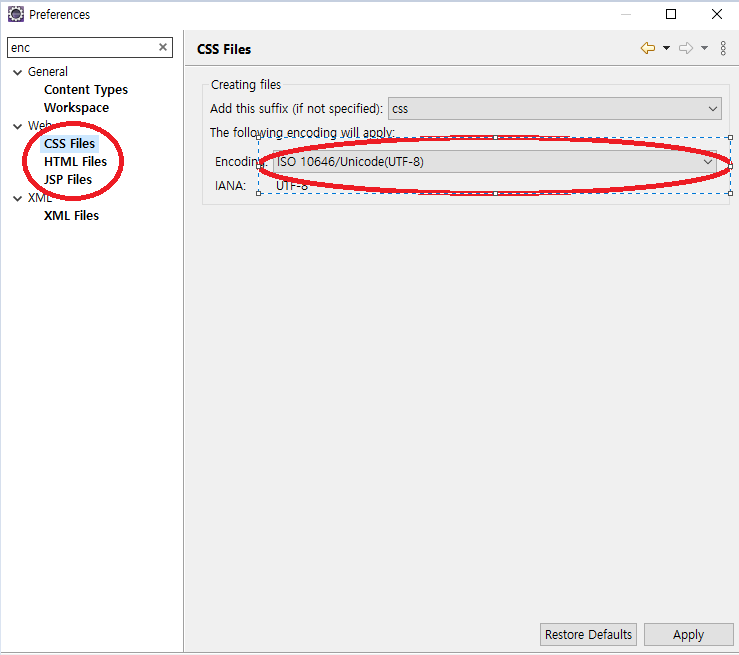 Preferences
enc
General
Content Types
Workspace
Web
CSS Files
HTML Files
JSP Files
XML
XML Files
CSS Files
Creating files
Add this suffix (if not specified): css
The following encoding will apply:
Encoding: ISO 10646/Unicode(UTF-8)
IANA: UTF-8
Restore Defaults Apply